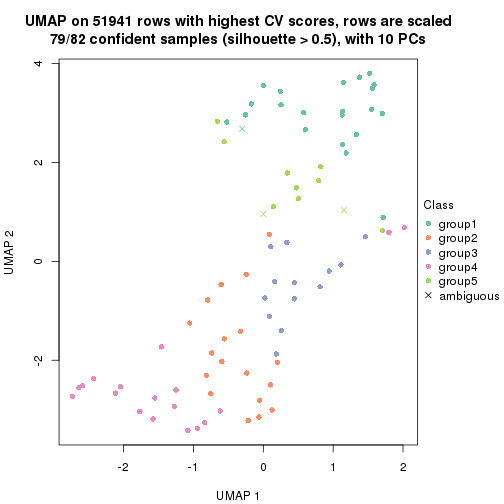 UMAP on 51941 rows with highest CV scores, rows are scaled
79/82 confident samples (silhouette > 0.5), with 10 PCs
4
2
0
-2
UMAP 2
-2
-1
0
1
2
UMAP 1
Class
group1
group2
group3
group4
group5
ambiguous